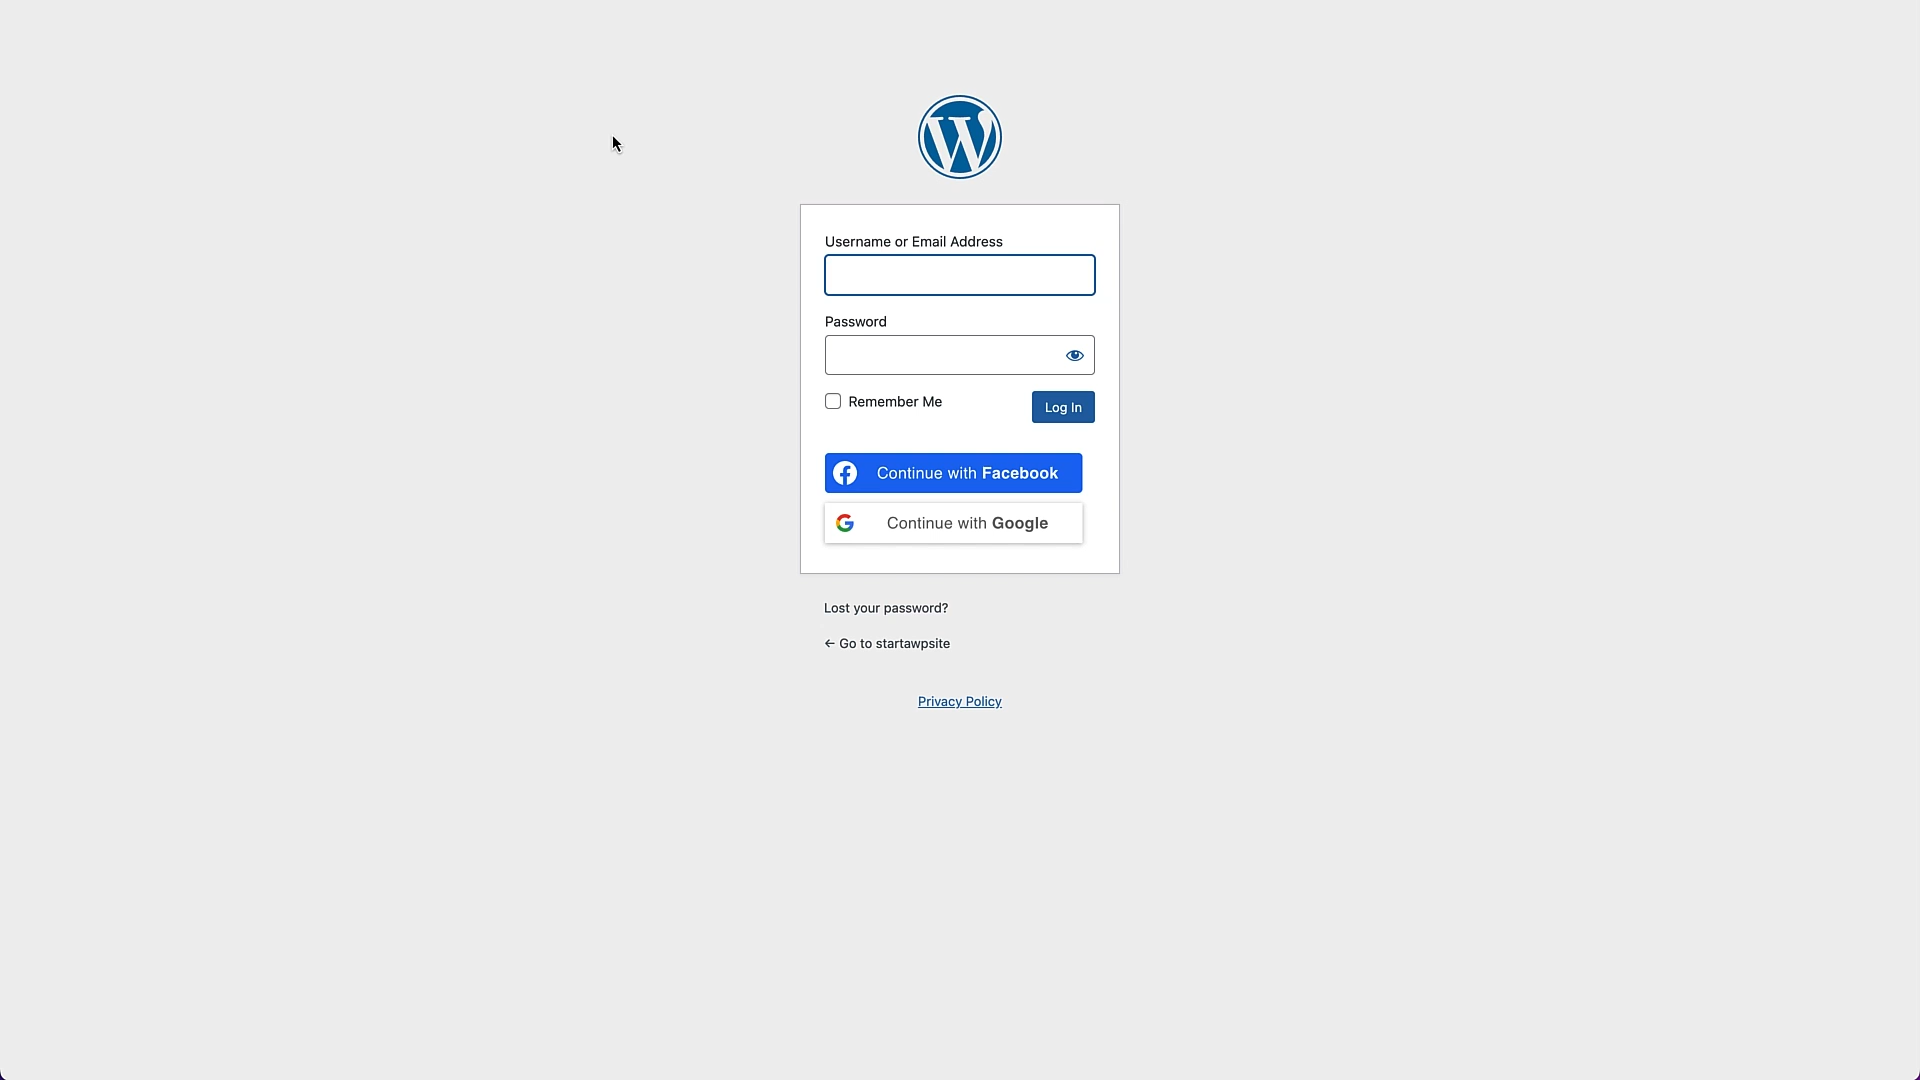 Username or Email Address
Password
Remember Me
Log In
Continue with Facebook
Continue with Google
Lost your password?
← Go to startawpsite
Privacy Policy